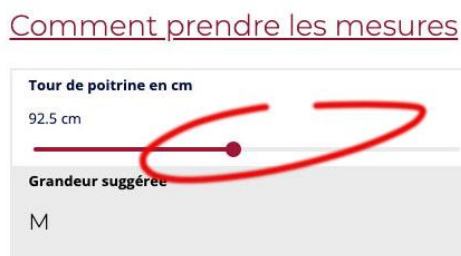 Comment prendre les mesures
Tour de poitrine en cm
92.5 cm
Grandeur suggérée
M